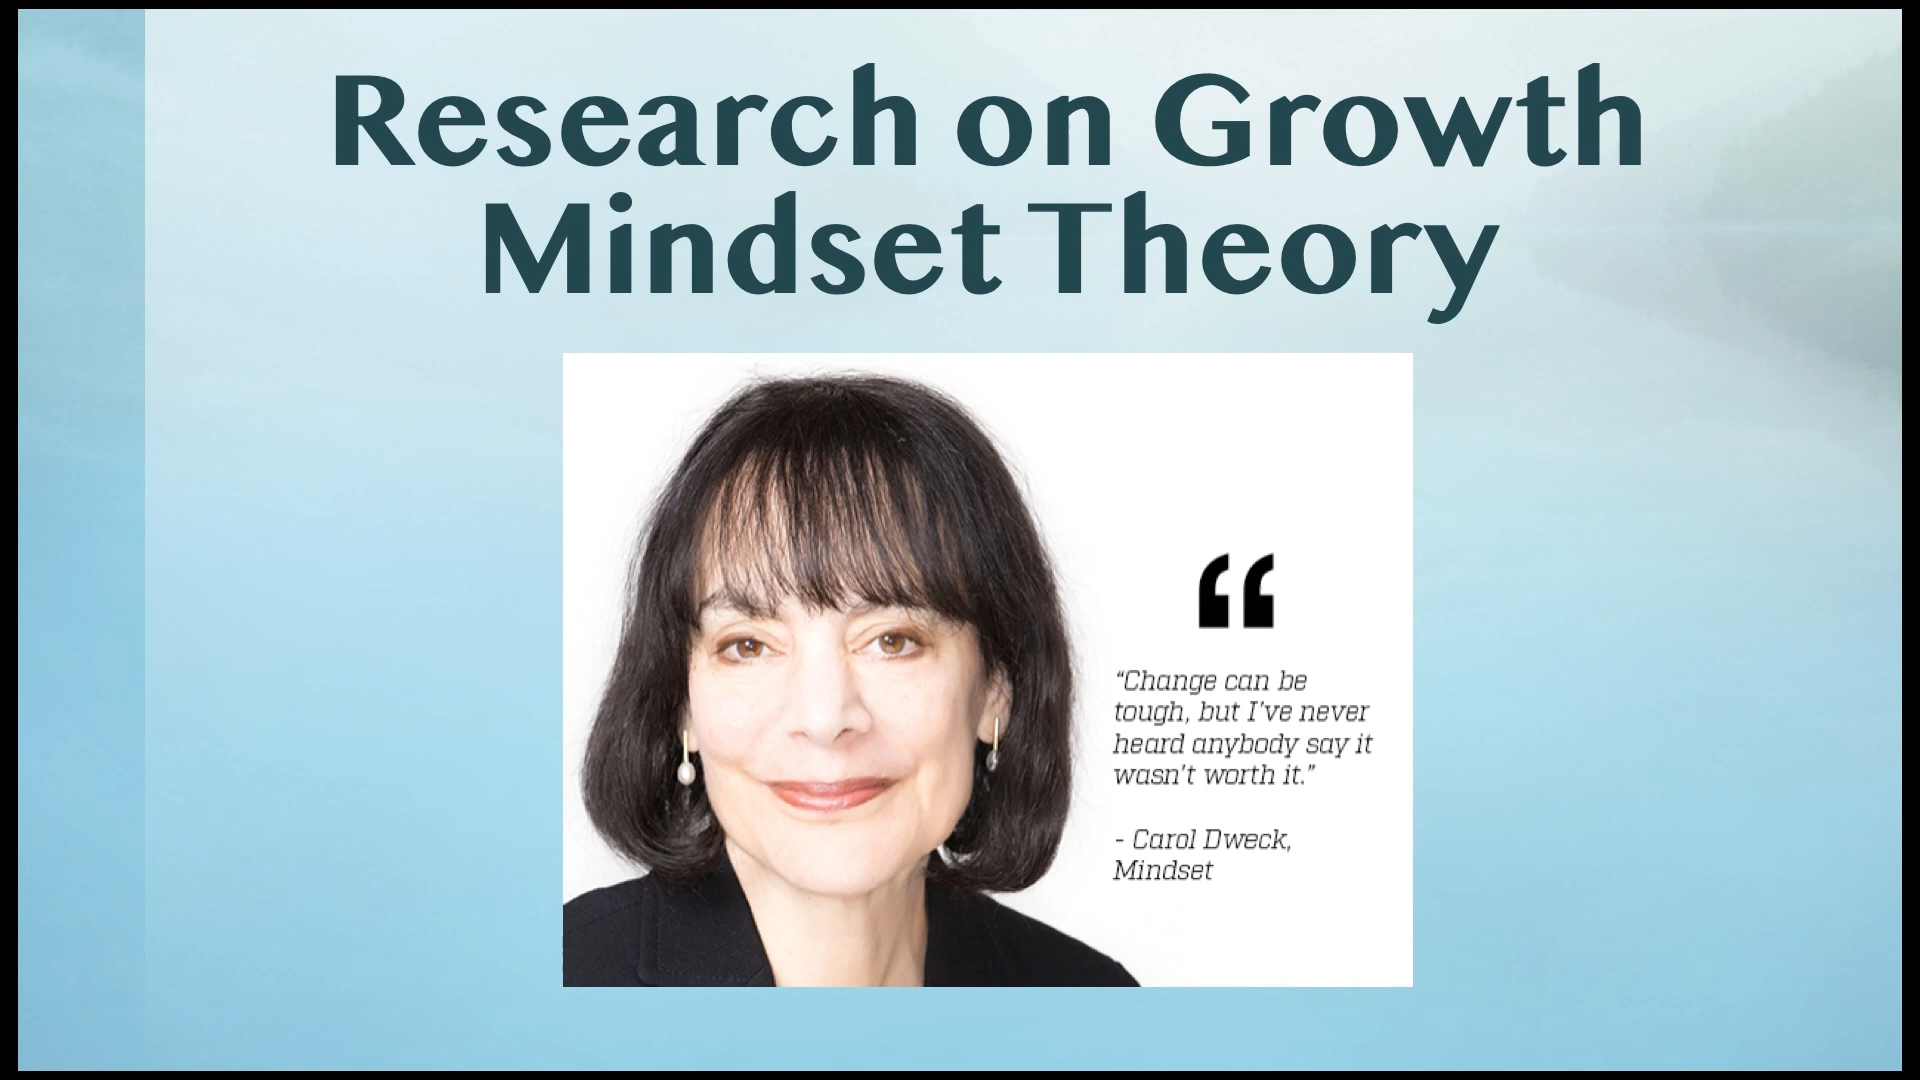 Research on Growth
Mindset Theory
“
“Change can be
tough, but I’ve never
heard anybody say it
wasn’t worth it.”
- Carol Dweck,
Mindset